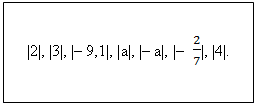 |2|, |3|, |– 9,1|, |a|, |– a|, |– 2/7|, |4|.